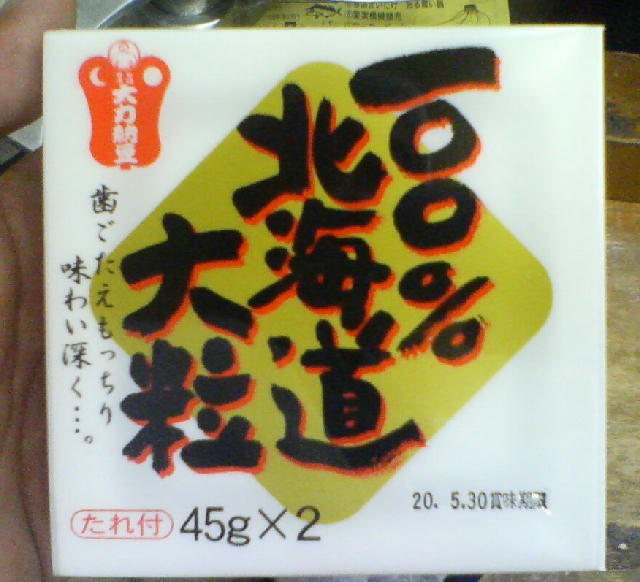 一〇〇%
北海道
大粒
大力納豆
歯ごたえもっちり
味わい深く…。
たれ付
45g×2
20. 5.30賞味期限